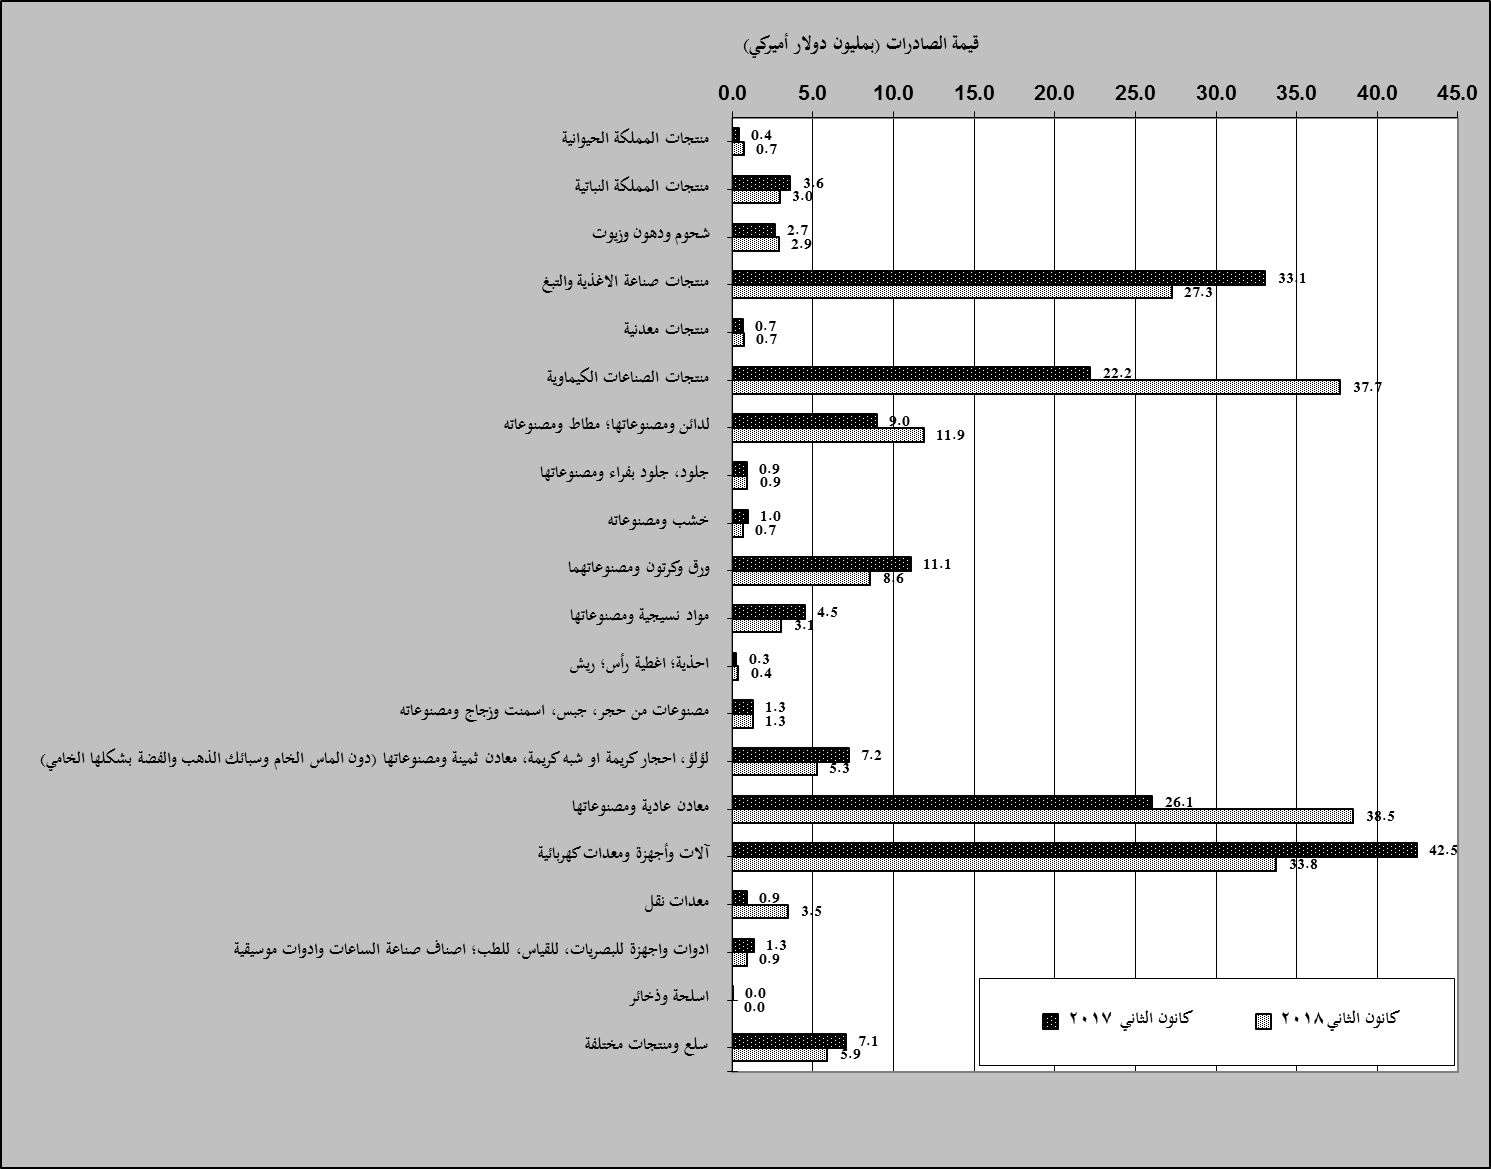 قيمة الصادرات (بمليون دولار أميركي)
0.0 5.0 10.0 15.0 20.0 25.0 30.0 35.0 40.0 45.0
منتجات المملكة الحيوانية 0.4
0.7
منتجات المملكة النباتية 3.6
3.0
شحوم ودهون وزيوت 2.7
2.9
منتجات صناعة الاغذية والتبغ 33.1
27.3
منتجات معدنية 0.7
0.7
منتجات الصناعات الكيماوية 22.2
37.7
لدائن ومصنوعاتها؛ مطاط ومصنوعاته 9.0
11.9
جلود، جلود بفراء ومصنوعاتها 0.9
0.9
خشب ومصنوعاته 1.0
0.7
ورق وكرتون ومصنوعاتهما 11.1
8.6
مواد نسيجية ومصنوعاتها 4.5
3.1
احذية؛ اغطية رأس؛ ريش 0.3
0.4
مصنوعات من حجر، جبس، اسمنت وزجاج ومصنوعاته 1.3
1.3
لؤلؤ، احجار كريمة او شبه كريمة، معادن ثمينة ومصنوعاتها (دون الماس الخام وسبائك الذهب والفضة بشكلها الخامي) 7.2
5.3
معادن عادية ومصنوعاتها 26.1
38.5
آلات وأجهزة ومعدات كهربائية 42.5
33.8
معدات نقل 0.9
3.5
ادوات واجهزة للبصريات، للقياس، للطب؛ اصناف صناعة الساعات وادوات موسيقية 1.3
0.9
اسلحة وذخائر 0.0
0.0
كانون الثاني ٢٠١٨ كانون الثاني ٢٠١٧
سلع ومنتجات مختلفة 7.1
5.9